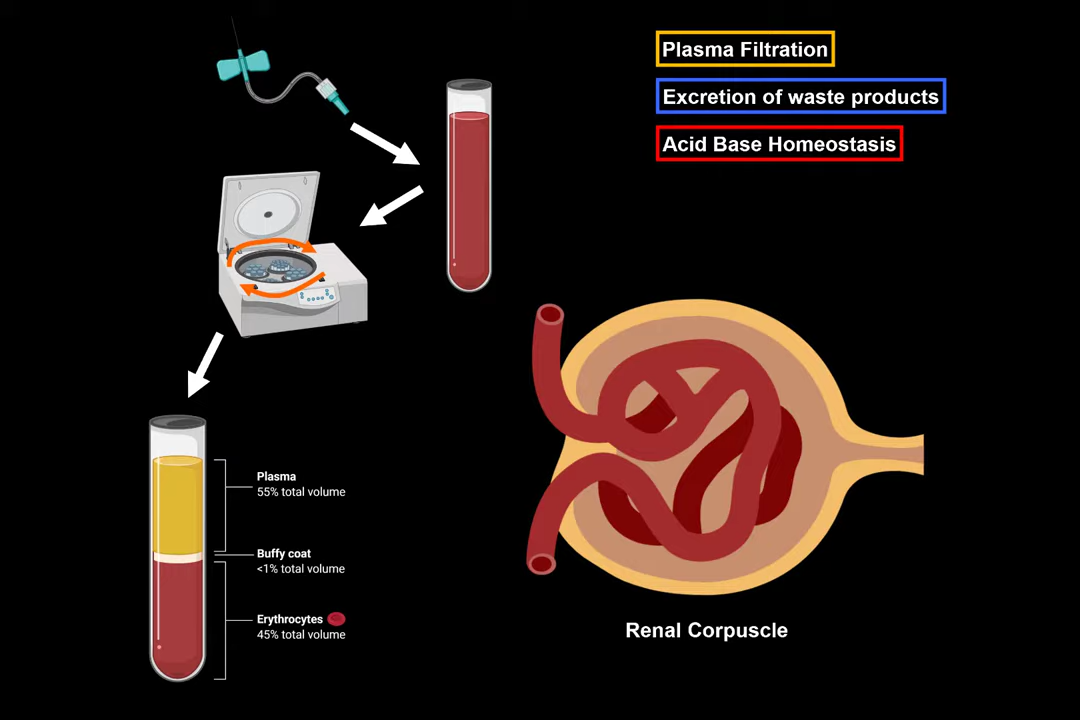 Plasma Filtration
Excretion of waste products
Acid Base Homeostasis
Plasma
55% total volume
Buffy coat
<1% total volume
Erythrocytes
45% total volume
Renal Corpuscle